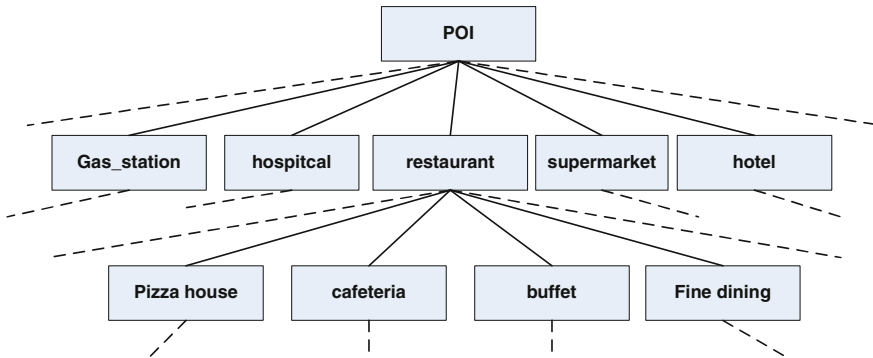 POI
Gas_station
hospitcal
restaurant
supermarket
hotel
Pizza house
cafeteria
buffet
Fine dining